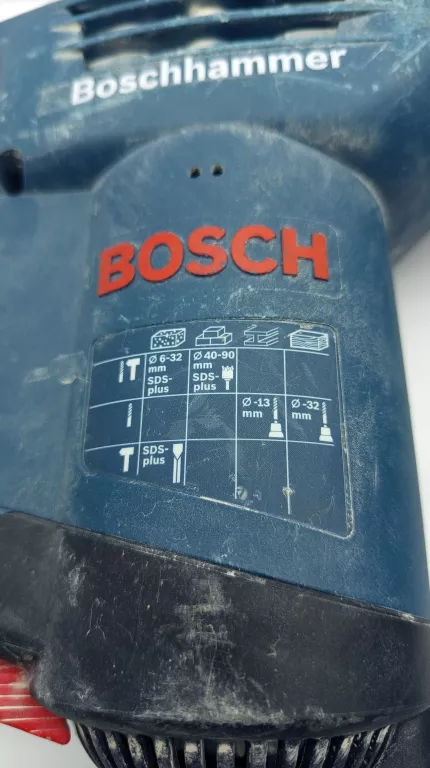 Boschhammer
BOSCH
Ø 6-32 mm SDS-plus
Ø 40-90 mm SDS-plus
Ø -13 mm
Ø -32 mm
SDS-plus